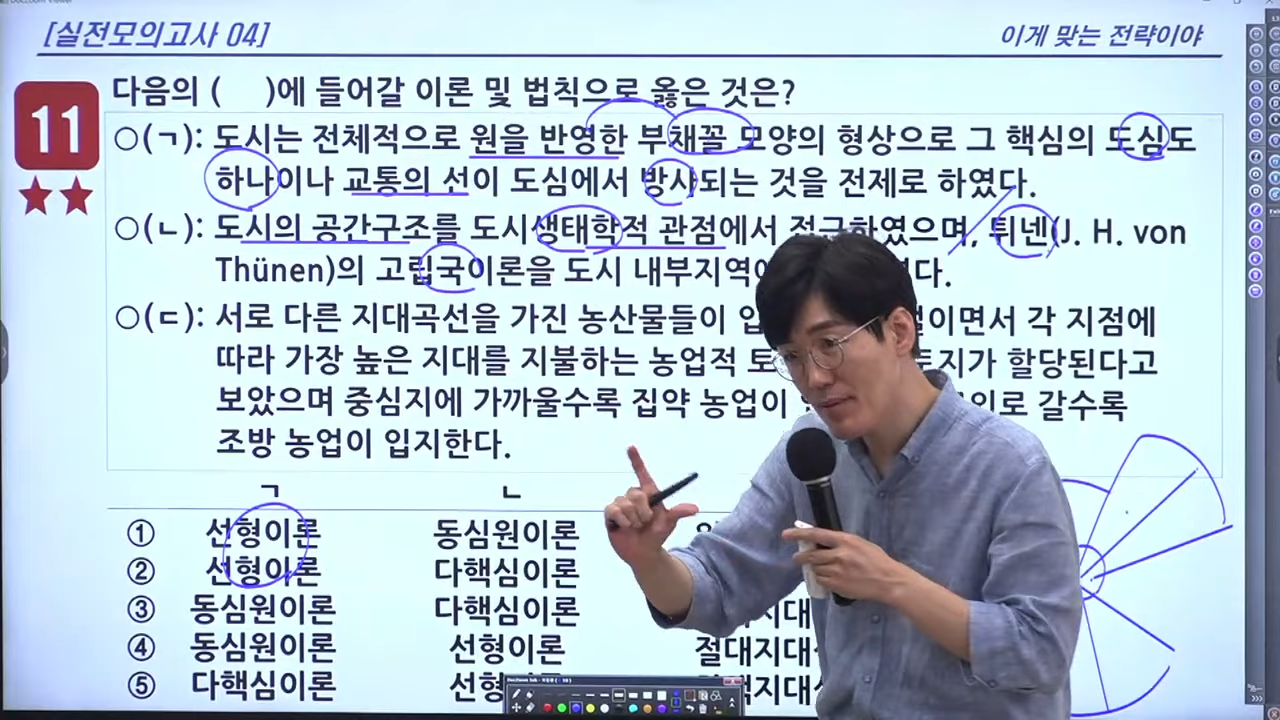 [실전모의고사 04]
이게 맞는 전략이야
11
다음의 (    )에 들어갈 이론 및 법칙으로 옳은 것은?
○(ㄱ): 도시는 전체적으로 원을 반영한 부채꼴 모양의 형상으로 그 핵심의 도심도
하나이나 교통의 선이 도심에서 방사되는 것을 전제로 하였다.
○(ㄴ): 도시의 공간구조를 도시생태학적 관점에서 접근하였으며, 튀넨(J. H. von
Thünen)의 고립국이론을 도시 내부지역에
○(ㄷ): 서로 다른 지대곡선을 가진 농산물들이
따라 가장 높은 지대를 지불하는 농업적 토지가 할당된다고
보았으며 중심지에 가까울수록 집약 농업이 갈수록
조방 농업이 입지한다.
ㄱ ㄴ
① 선형이론 동심원이론
② 선형이론 다핵심이론
③ 동심원이론 다핵심이론
④ 동심원이론 선형이론 절대지대
⑤ 다핵심이론